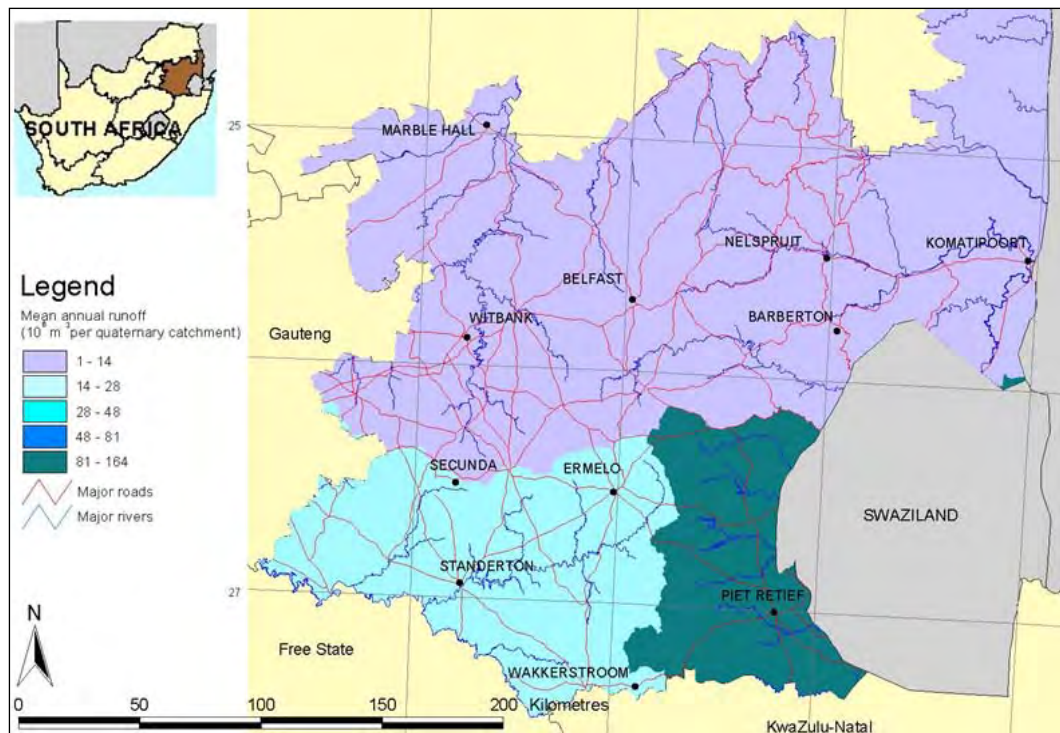 SOUTH AFRICA
25
MARBLE HALL
NELSPRUIT
KOMATIPOORT
BELFAST
WITBANK
BARBERTON
Gauteng
Legend
Mean annual runoff
(10⁶ m³ per quaternary catchment)
1 - 14
14 - 28
28 - 48
48 - 81
81 - 164
Major roads
Major rivers
SECUNDA
ERMELO
SWAZILAND
STANDERTON
27
PIET RETIEF
N
Free State
WAKKERSTROOM
0 50 100 150 200 Kilometres
KwaZulu-Natal